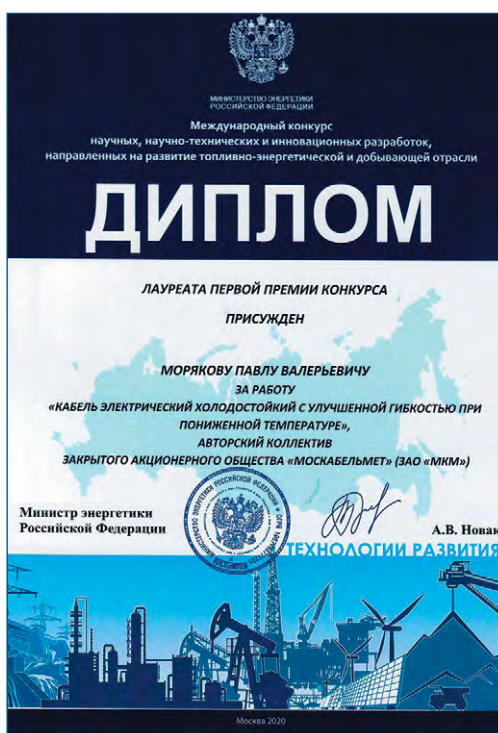 МИНИСТЕРСТВО ЭНЕРГЕТИКИ
РОССИЙСКОЙ ФЕДЕРАЦИИ
Международный конкурс
научных, научно-технических и инновационных разработок,
направленных на развитие топливно-энергетической и добывающей отрасли
ДИПЛОМ
ЛАУРЕАТА ПЕРВОЙ ПРЕМИИ КОНКУРСА
ПРИСУЖДЕН
МОРЯКОВУ ПАВЛУ ВАЛЕРЬЕВИЧУ
ЗА РАБОТУ
«КАБЕЛЬ ЭЛЕКТРИЧЕСКИЙ ХОЛОДОСТОЙКИЙ С УЛУЧШЕННОЙ ГИБКОСТЬЮ ПРИ
ПОНИЖЕННОЙ ТЕМПЕРАТУРЕ»,
АВТОРСКИЙ КОЛЛЕКТИВ
ЗАКРЫТОГО АКЦИОНЕРНОГО ОБЩЕСТВА «МОСКАБЕЛЬМЕТ» (ЗАО «МКМ»)
Министр энергетики
Российской Федерации
А.В. Новак
ТЕХНОЛОГИИ РАЗВИТИЯ
Москва 2020